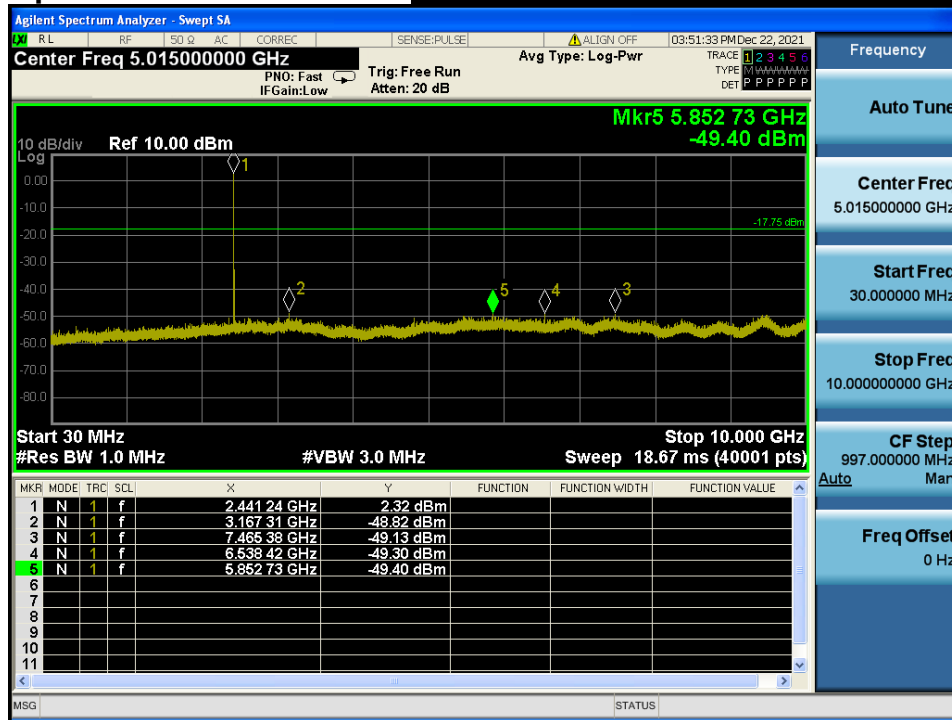 Agilent Spectrum Analyzer - Swept SA
LXI RL RF 50 Ω AC CORREC SENSE:PULSE ALIGN OFF 03:51:33 PM Dec 22, 2021
Center Freq 5.015000000 GHz
PNO: Fast
IFGain:Low
Trig: Free Run
Atten: 20 dB
Avg Type: Log-Pwr
TRACE 1 2 3 4 5 6
TYPE M
DET P P P P P P
Mkr5 5.852 73 GHz
-49.40 dBm
10 dB/div Ref 10.00 dBm
Log
0.00
-10.0
-20.0
-30.0
-40.0
-50.0
-60.0
-70.0
-80.0
-17.75 dBm
1
2 5 4 3
Start 30 MHz Stop 10.000 GHz
#Res BW 1.0 MHz #VBW 3.0 MHz Sweep 18.67 ms (40001 pts)
MKR MODE TRC SCL X Y FUNCTION FUNCTION WIDTH FUNCTION VALUE
1 N 1 f 2.441 24 GHz 2.32 dBm
2 N 1 f 3.167 31 GHz -48.82 dBm
3 N 1 f 7.465 38 GHz -49.13 dBm
4 N 1 f 6.538 42 GHz -49.30 dBm
5 N 1 f 5.852 73 GHz -49.40 dBm
6
7
8
9
10
11
MSG STATUS
Frequency
Auto Tune
Center Freq
5.015000000 GHz
Start Freq
30.000000 MHz
Stop Freq
10.000000000 GHz
CF Step
997.000000 MHz
Auto Man
Freq Offset
0 Hz